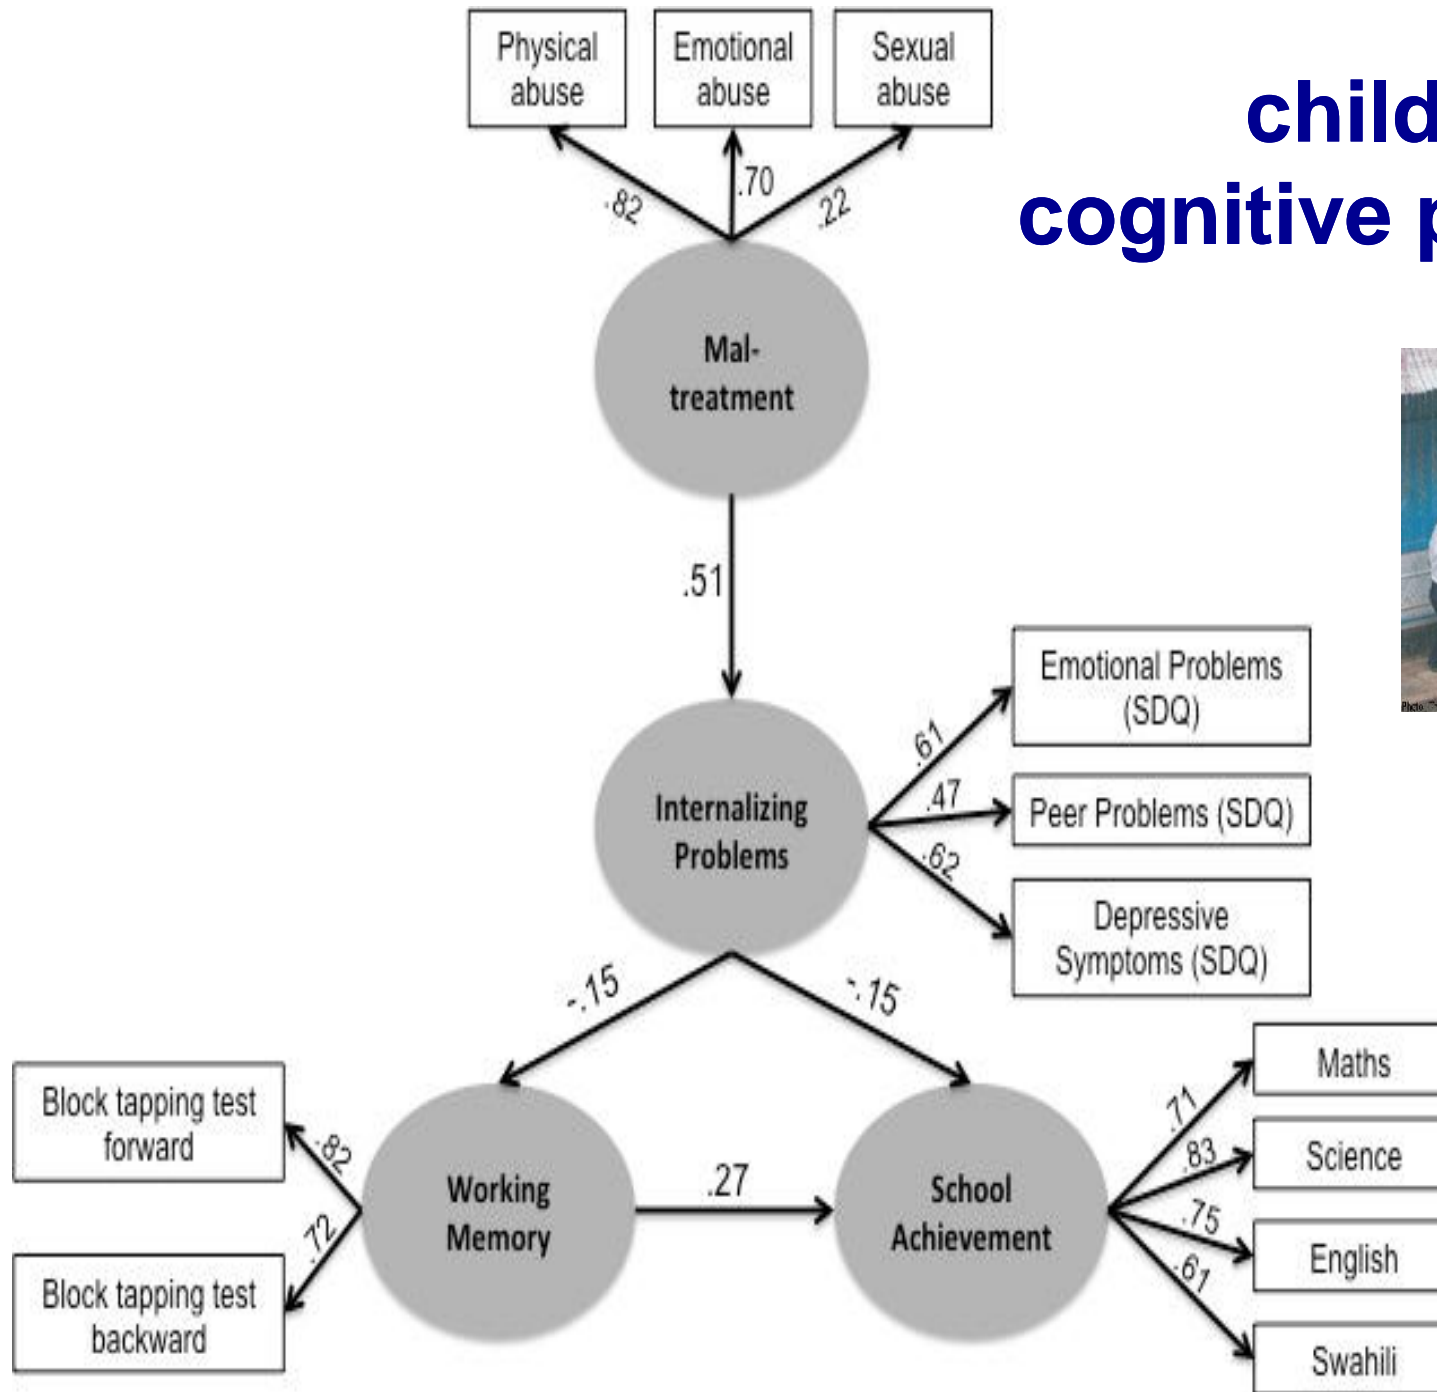 Physical
abuse
Emotional
abuse
Sexual
abuse
child
cognitive p
.82
.70
.22
Mal-
treatment
.51
Emotional Problems
(SDQ)
.61
.47
Peer Problems (SDQ)
.62
Internalizing
Problems
Depressive
Symptoms (SDQ)
-.15
-.15
Block tapping test
forward
.82
.72
Block tapping test
backward
Working
Memory
.27
School
Achievement
.71
.83
.75
.61
Maths
Science
English
Swahili
Photo